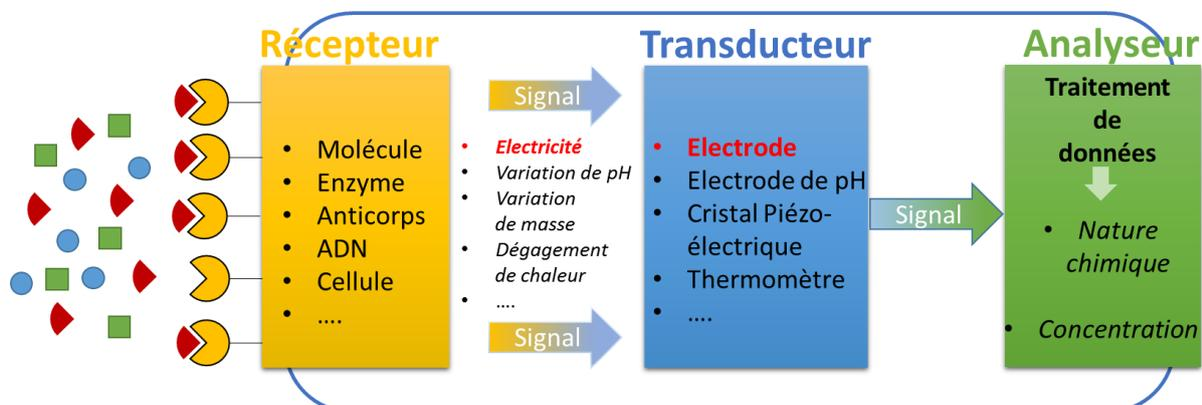 Récepteur
• Molécule
• Enzyme
• Anticorps
• ADN
• Cellule
• ....
Signal
• Electricité
• Variation de pH
• Variation
de masse
• Dégagement
de chaleur
• ....
Signal
Transducteur
• Electrode
• Electrode de pH
• Cristal Piézo-
électrique
• Thermomètre
• ....
Signal
Analyseur
Traitement
de
données
• Nature
chimique
• Concentration